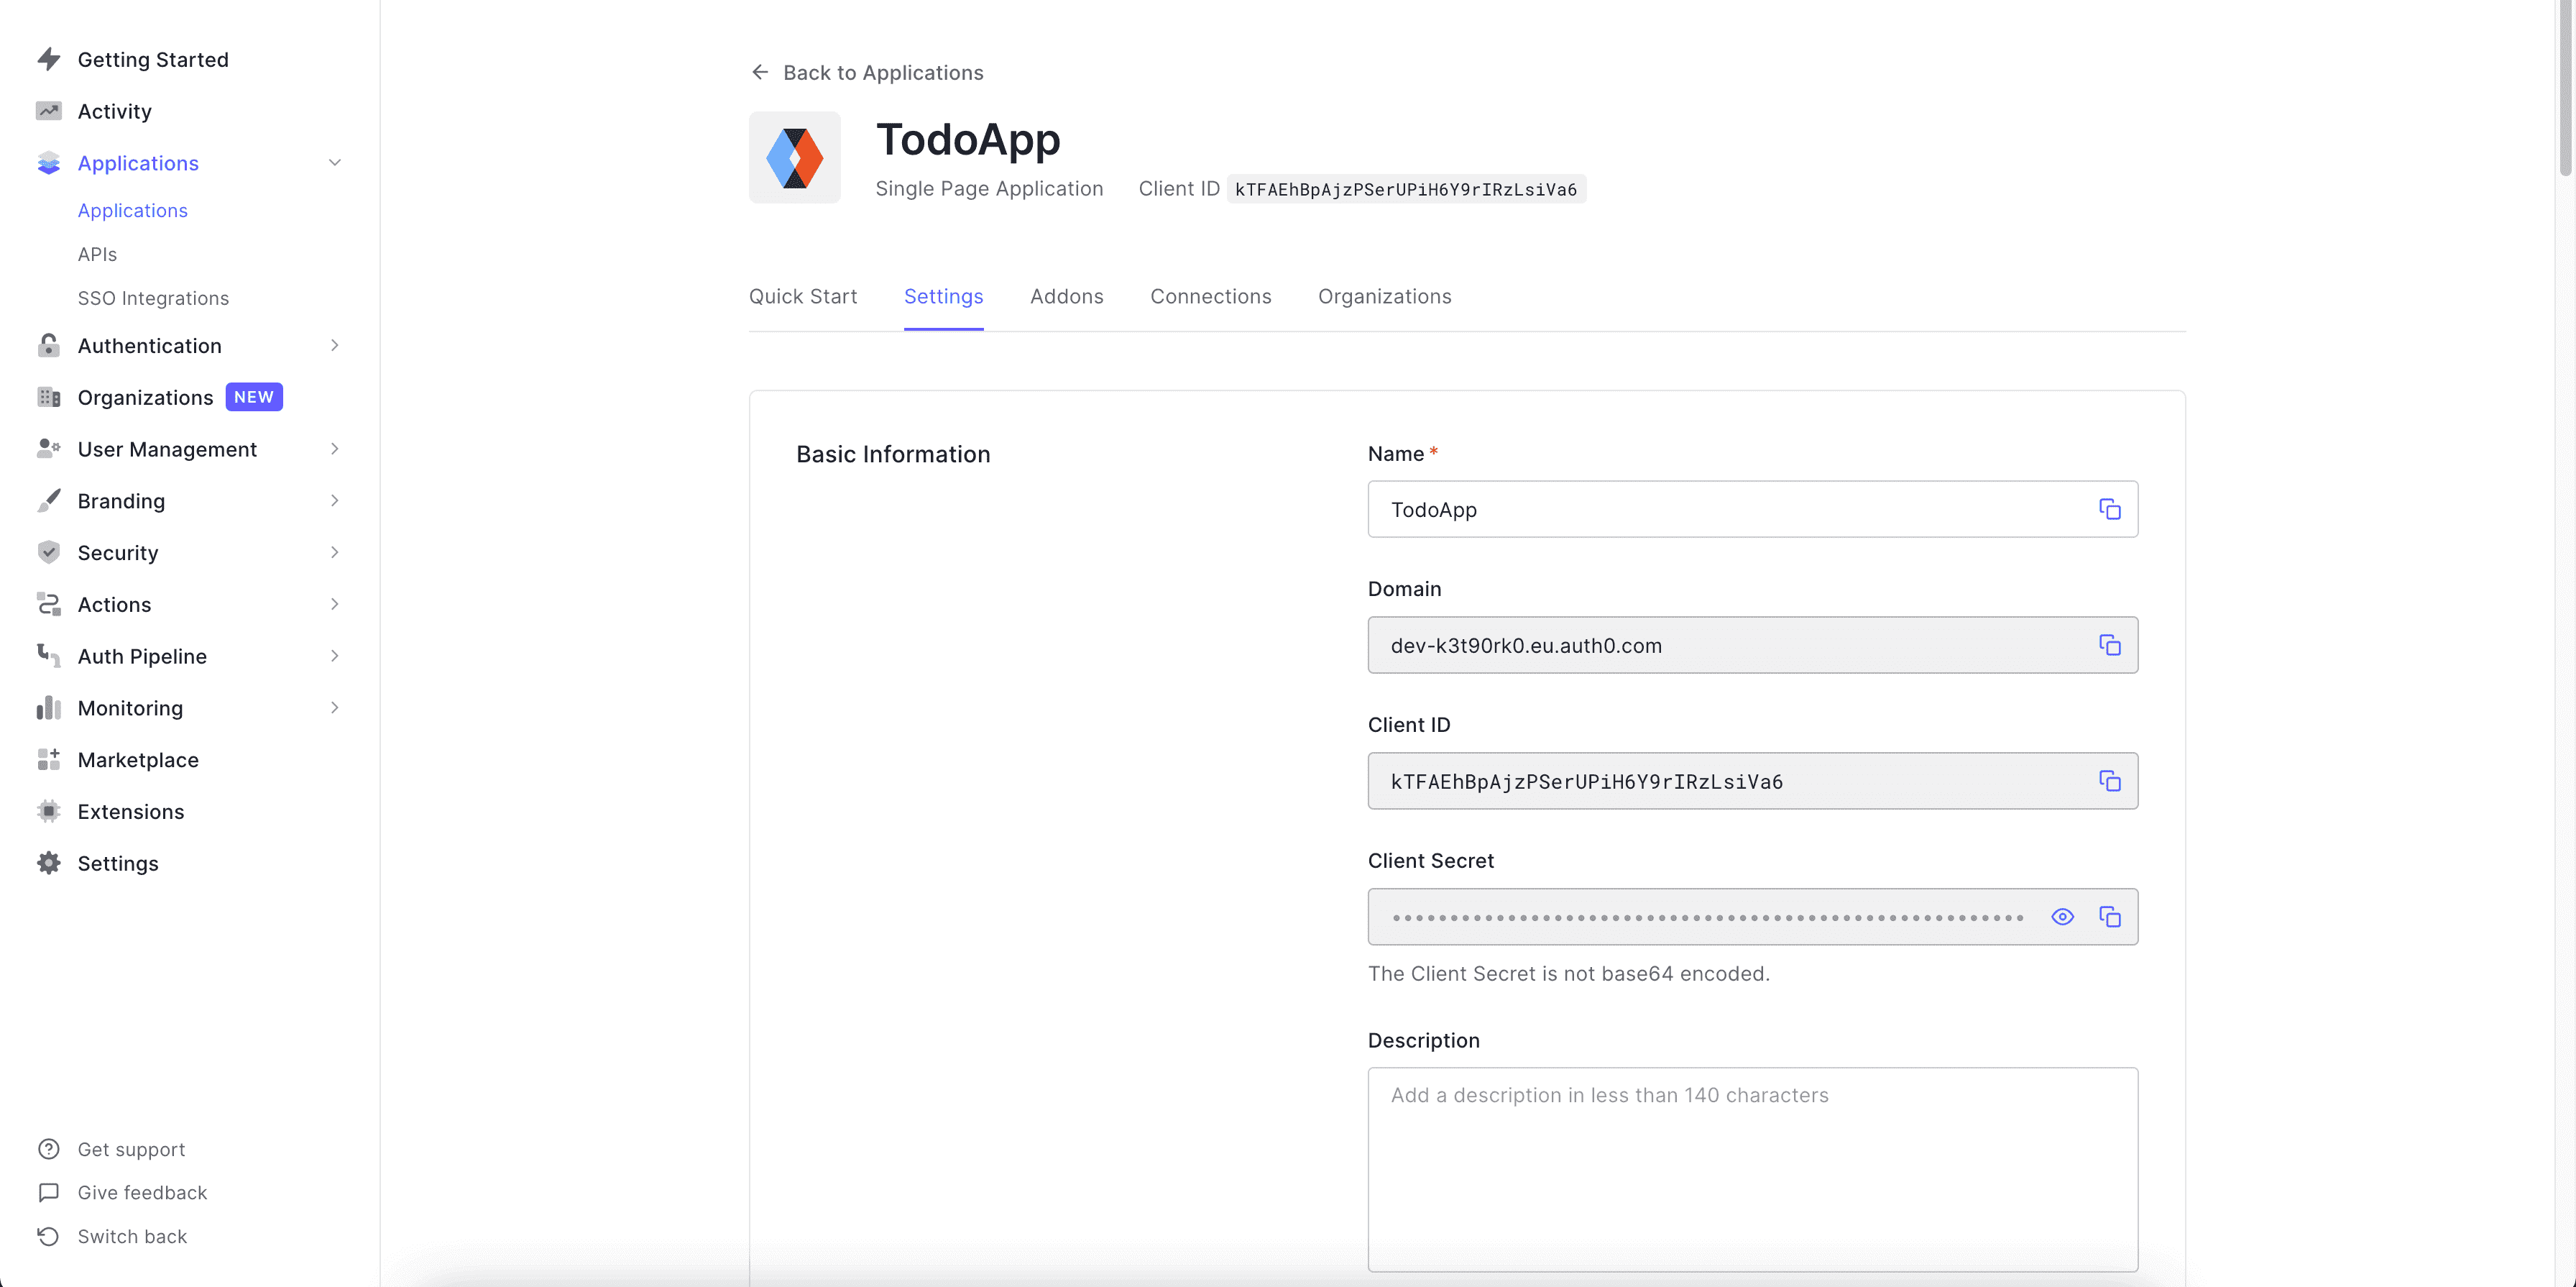 Getting Started
Activity
Applications
Applications
APIs
SSO Integrations
Authentication
Organizations NEW
User Management
Branding
Security
Actions
Auth Pipeline
Monitoring
Marketplace
Extensions
Settings
Get support
Give feedback
Switch back
Back to Applications
TodoApp
Single Page Application Client ID kTFAEhBpAjzPSerUPiH6Y9rIRzLsiVa6
Quick Start Settings Addons Connections Organizations
Basic Information
Name *
TodoApp
Domain
dev-k3t90rk0.eu.auth0.com
Client ID
kTFAEhBpAjzPSerUPiH6Y9rIRzLsiVa6
Client Secret
The Client Secret is not base64 encoded.
Description
Add a description in less than 140 characters